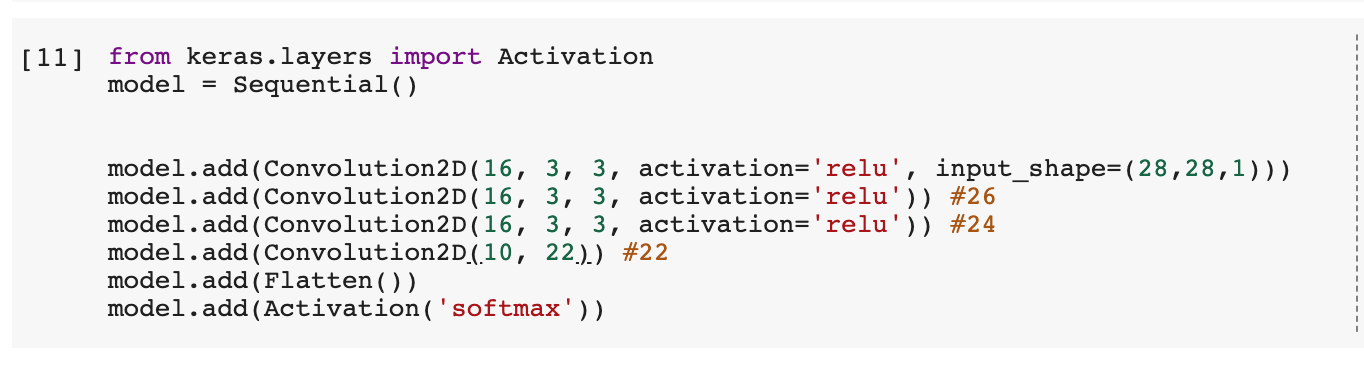 [11] from keras.layers import Activation
model = Sequential()
model.add(Convolution2D(16, 3, 3, activation='relu', input_shape=(28,28,1)))
model.add(Convolution2D(16, 3, 3, activation='relu')) #26
model.add(Convolution2D(16, 3, 3, activation='relu')) #24
model.add(Convolution2D(10, 22)) #22
model.add(Flatten())
model.add(Activation('softmax'))